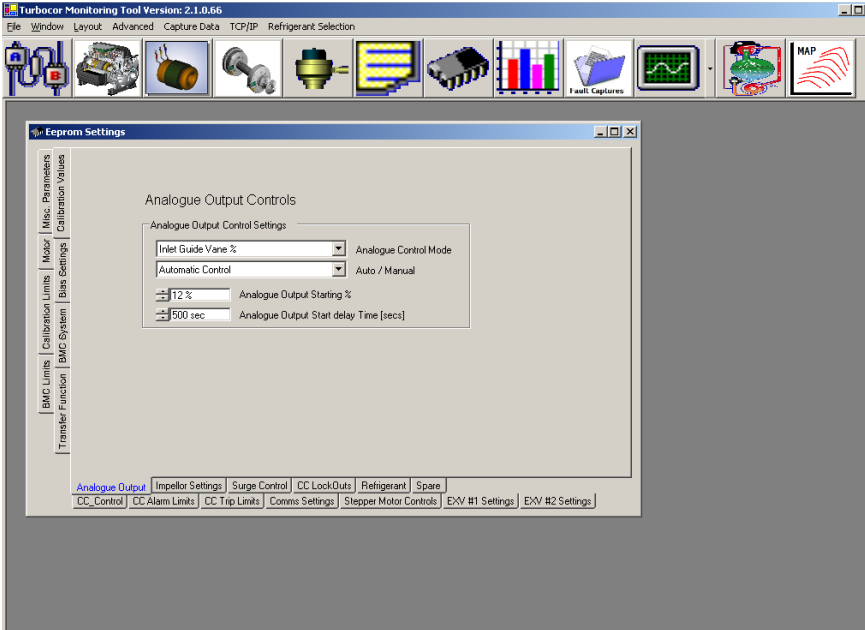 Turbocor Monitoring Tool Version: 2.1.0.66
File Window Layout Advanced Capture Data TCP/IP Refrigerant Selection
A
B
Fault Captures
MAP
Eeprom Settings
Misc. Parameters
Motor
Calibration Limits
BMC Limits
Calibration Values
Bias Settings
BMC System
Transfer Function
Analogue Output Controls
Analogue Output Control Settings
Inlet Guide Vane % Analogue Control Mode
Automatic Control Auto / Manual
12 % Analogue Output Starting %
500 sec Analogue Output Start delay Time [secs]
Analogue Output Impellor Settings Surge Control CC LockOuts Refrigerant Spare
CC_Control CC Alarm Limits CC Trip Limits Comms Settings Stepper Motor Controls EXV #1 Settings EXV #2 Settings